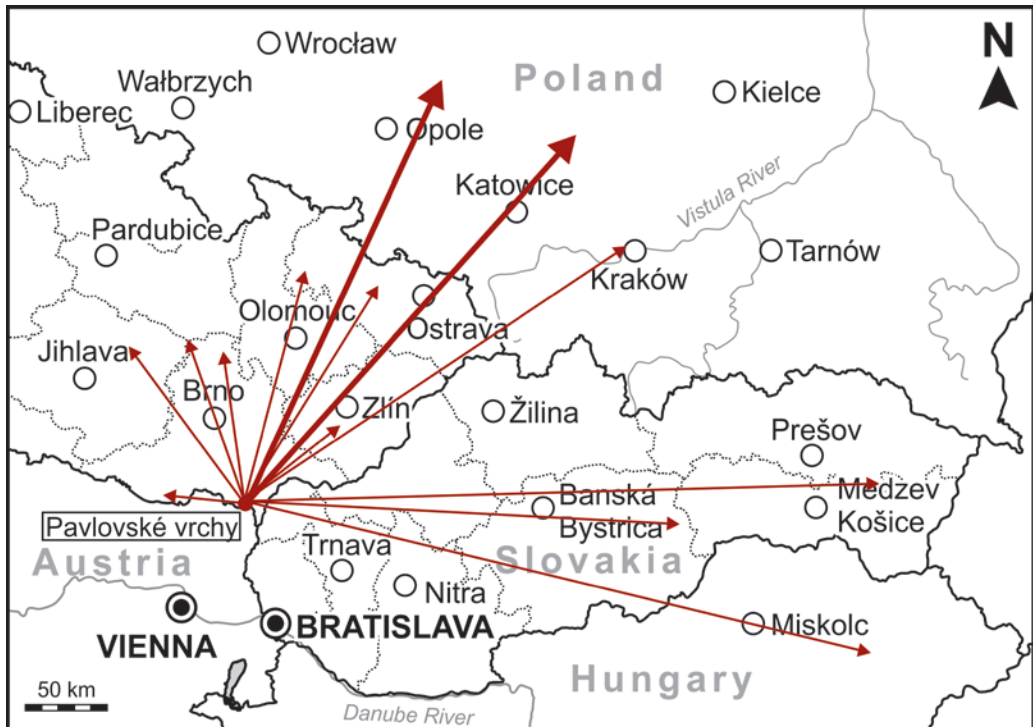 Wrocław
N
Poland
Wałbrzych
Kielce
Liberec
Opole
Katowice
Vistula River
Pardubice
Kraków
Tarnów
Olomouc
Ostrava
Jihlava
Brno
Zlín
Žilina
Prešov
Banská
Bystrica
Medzev
Košice
Pavlovské vrchy
Austria
Trnava
Slovakia
Nitra
VIENNA
BRATISLAVA
Miskolc
Hungary
50 km
Danube River